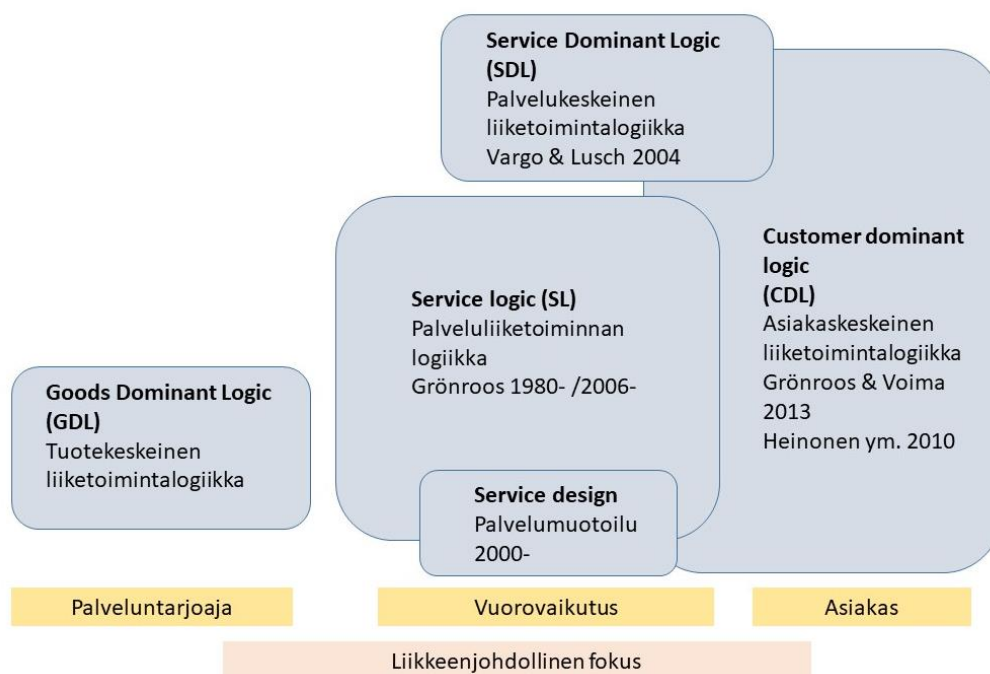 Service Dominant Logic
(SDL)
Palvelukeskeinen
liiketoimintalogiikka
Vargo & Lusch 2004
Customer dominant
logic
(CDL)
Asiakaskeskeinen
liiketoimintalogiikka
Grönroos & Voima
2013
Heinonen ym. 2010
Service logic (SL)
Palveluliiketoiminnan
logiikka
Grönroos 1980- /2006-
Goods Dominant Logic
(GDL)
Tuotekeskeinen
liiketoimintalogiikka
Service design
Palvelumuotoilu
2000-
Palveluntarjoaja
Vuorovaikutus
Asiakas
Liikkeenjohdollinen fokus